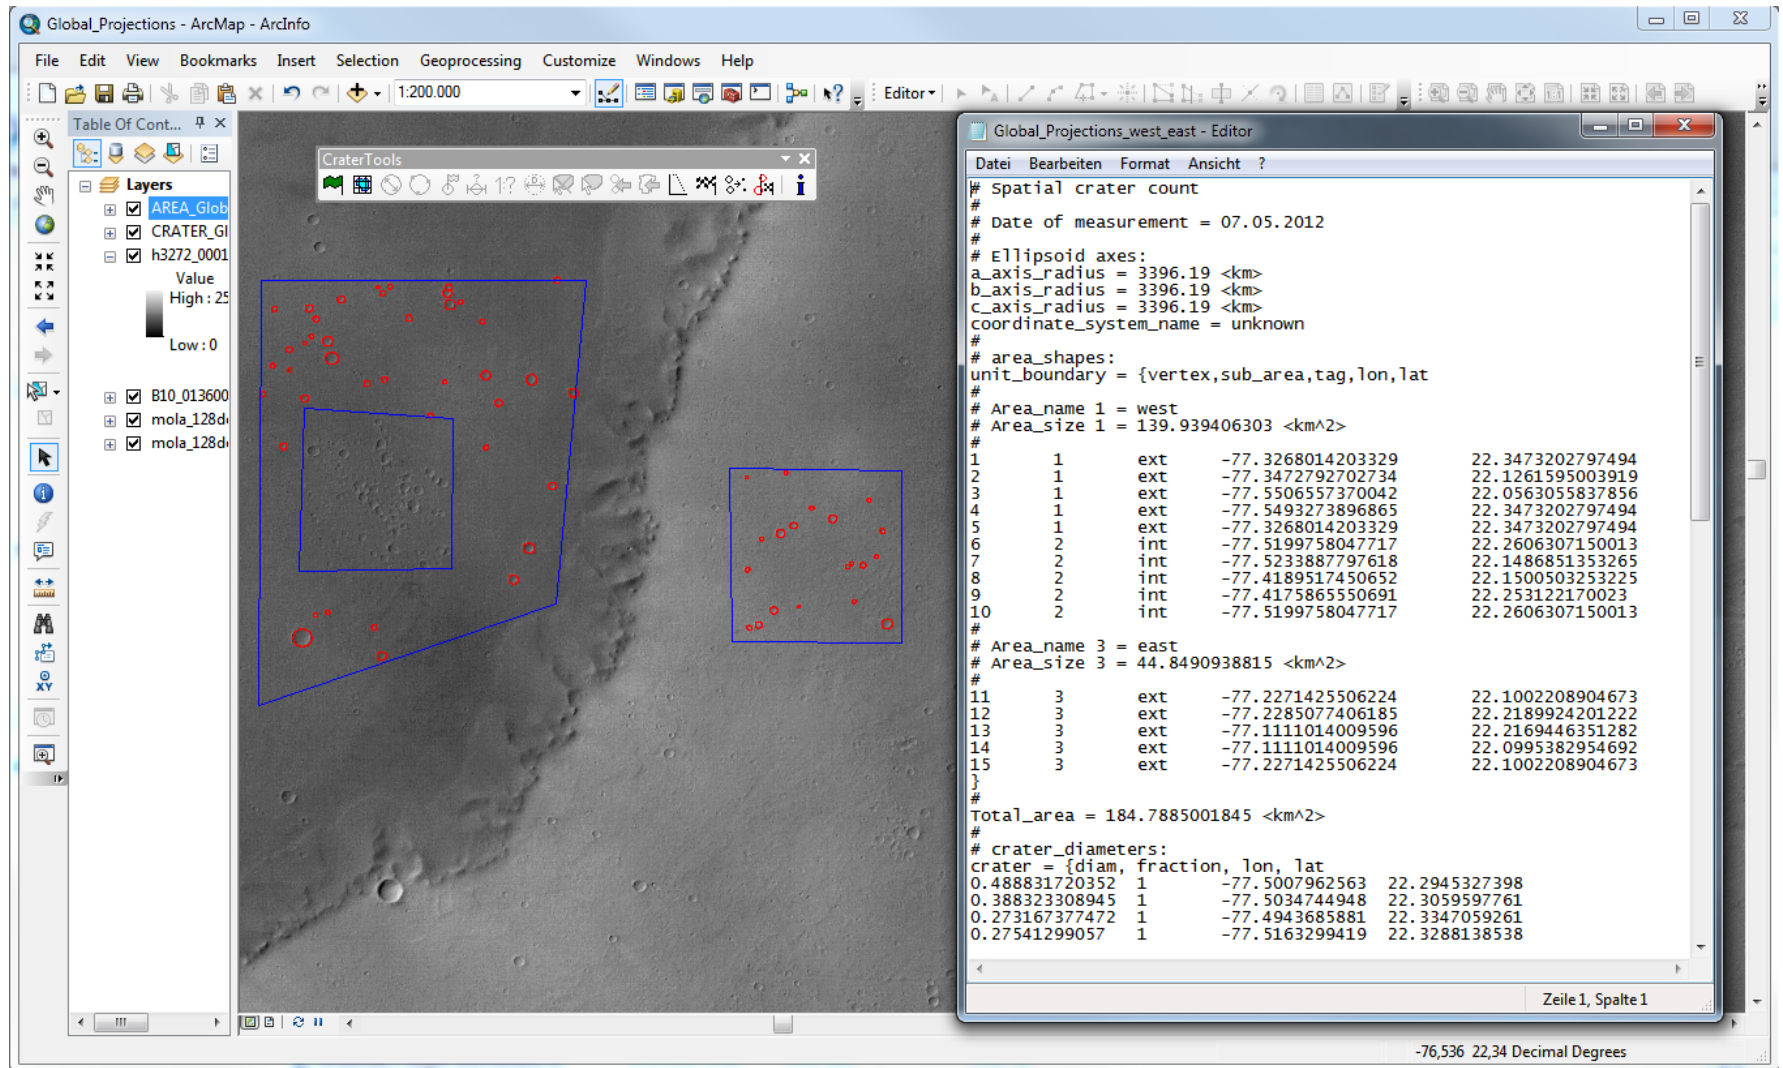 Global_Projections - ArcMap - ArcInfo
File Edit View Bookmarks Insert Selection Geoprocessing Customize Windows Help
1:200.000
Editor
Table Of Cont...
Layers
AREA_Glob
CRATER_Gl
h3272_0001
Value
High : 25
Low : 0
B10_013600
mola_128d
mola_128d
CraterTools
1?
i
XY
Global_Projections_west_east - Editor
Datei Bearbeiten Format Ansicht ?
# Spatial crater count
#
# Date of measurement = 07.05.2012
#
# Ellipsoid axes:
a_axis_radius = 3396.19 <km>
b_axis_radius = 3396.19 <km>
c_axis_radius = 3396.19 <km>
coordinate_system_name = unknown
#
# area_shapes:
unit_boundary = {vertex,sub_area,tag,lon,lat
#
# Area_name 1 = west
# Area_size 1 = 139.939406303 <km^2>
#
1 1 ext -77.3268014203329 22.3473202797494
2 1 ext -77.3472792702734 22.1261595003919
3 1 ext -77.5506557370042 22.0563055837856
4 1 ext -77.5493273896865 22.3473202797494
5 1 ext -77.3268014203329 22.3473202797494
6 2 int -77.5199758047717 22.2606307150013
7 2 int -77.5233887797618 22.1486851353265
8 2 int -77.4189517450652 22.1500503253225
9 2 int -77.4175865550691 22.253122170023
10 2 int -77.5199758047717 22.2606307150013
#
# Area_name 3 = east
# Area_size 3 = 44.8490938815 <km^2>
#
11 3 ext -77.2271425506224 22.1002208904673
12 3 ext -77.2285077406185 22.2189924201222
13 3 ext -77.1111014009596 22.2169446351282
14 3 ext -77.1111014009596 22.0995382954692
15 3 ext -77.2271425506224 22.1002208904673
}
#
Total_area = 184.7885001845 <km^2>
#
# crater_diameters:
crater = {diam, fraction, lon, lat
0.488831720352 1 -77.5007962563 22.2945327398
0.388323308945 1 -77.5034744948 22.3059597761
0.273167377472 1 -77.4943685881 22.3347059261
0.27541299057 1 -77.5163299419 22.3288138538
Zeile 1, Spalte 1
-76,536 22,34 Decimal Degrees